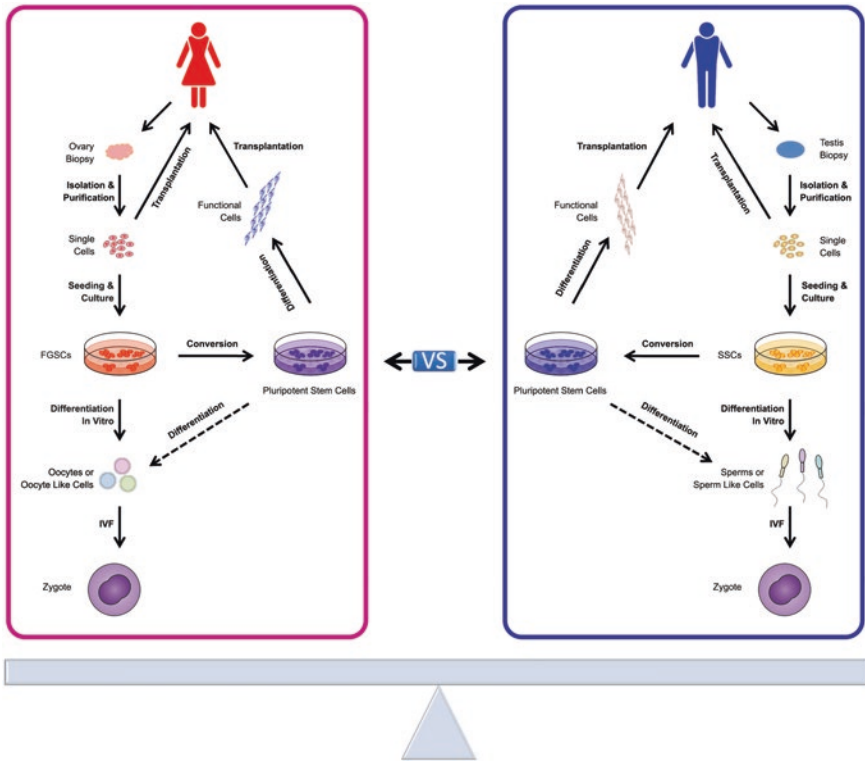 Ovary
Biopsy
Transplantation
Isolation &
Purification
Transplantation
Functional
Cells
Single
Cells
Differentiation
Seeding &
Culture
FGSCs
Conversion
Pluripotent Stem Cells
Differentiation
In Vitro
Differentiation
Oocytes or
Oocyte Like Cells
IVF
Zygote
VS
Transplantation
Testis
Biopsy
Transplantation
Isolation &
Purification
Functional
Cells
Single
Cells
Differentiation
Seeding &
Culture
Conversion
SSCs
Pluripotent Stem Cells
Differentiation
Differentiation
In Vitro
Sperms or
Sperm Like Cells
IVF
Zygote